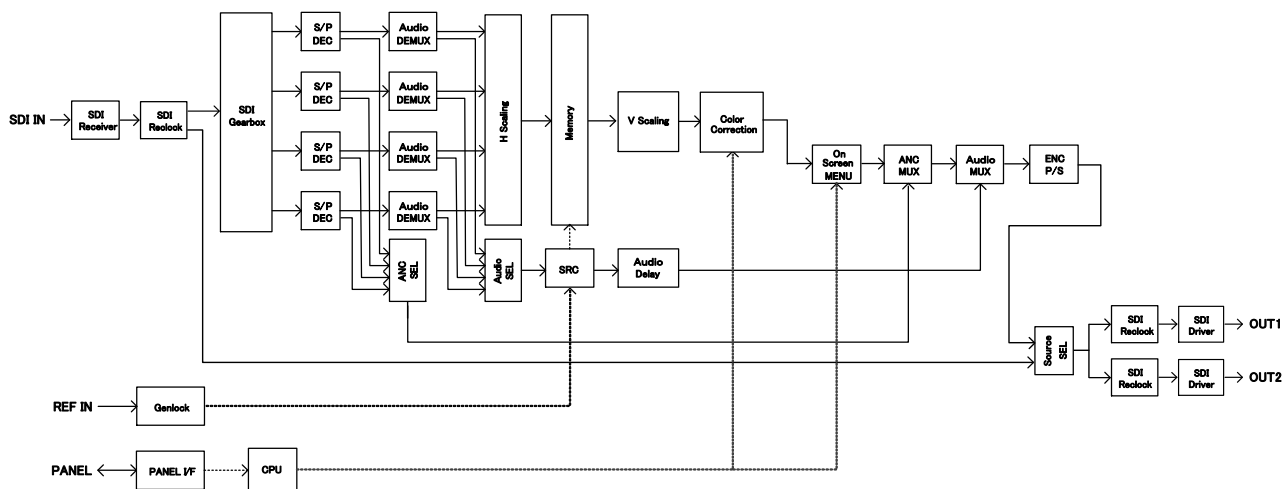 SDI IN
SDI
Receiver
SDI
Reclock
SDI
Gearbox
S/P
DEC
S/P
DEC
S/P
DEC
S/P
DEC
Audio
DEMUX
Audio
DEMUX
Audio
DEMUX
Audio
DEMUX
ANC
SEL
Audio
SEL
H Scaling
Memory
SRC
V Scaling
Audio
Delay
Color
Correction
On
Screen
MENU
ANC
MUX
Audio
MUX
ENC
P/S
Source
SEL
SDI
Reclock
SDI
Driver
OUT1
SDI
Reclock
SDI
Driver
OUT2
REF IN
Genlock
PANEL
PANEL I/F
CPU